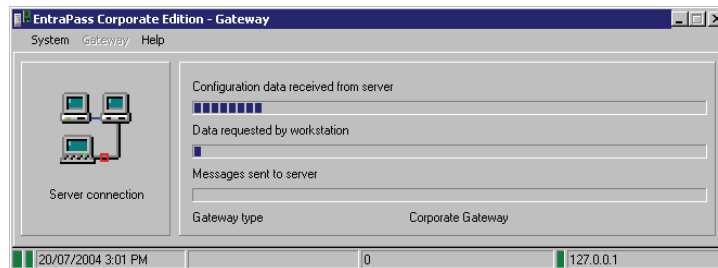 EntraPass Corporate Edition - Gateway
System Gateway Help
Configuration data received from server
Data requested by workstation
Messages sent to server
Server connection
Gateway type Corporate Gateway
20/07/2004 3:01 PM 0 127.0.0.1